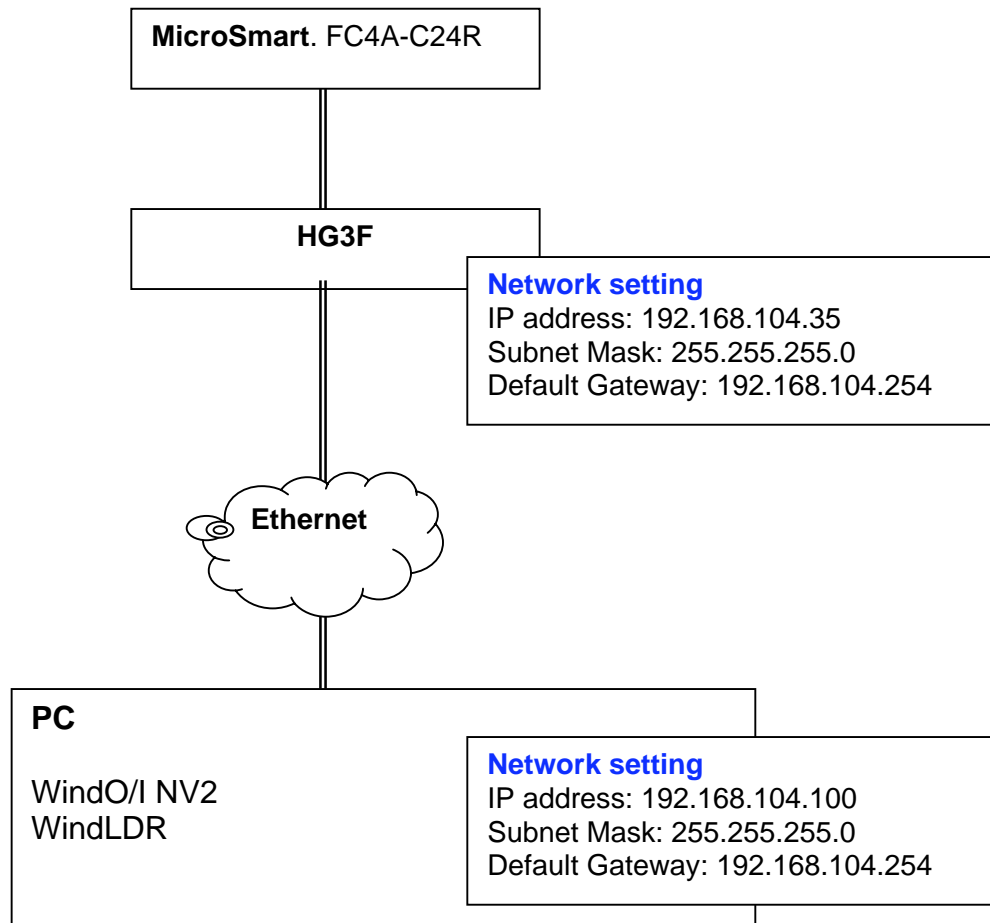 MicroSmart. FC4A-C24R
HG3F
Network setting
IP address: 192.168.104.35
Subnet Mask: 255.255.255.0
Default Gateway: 192.168.104.254
Ethernet
PC
WindO/I NV2
WindLDR
Network setting
IP address: 192.168.104.100
Subnet Mask: 255.255.255.0
Default Gateway: 192.168.104.254